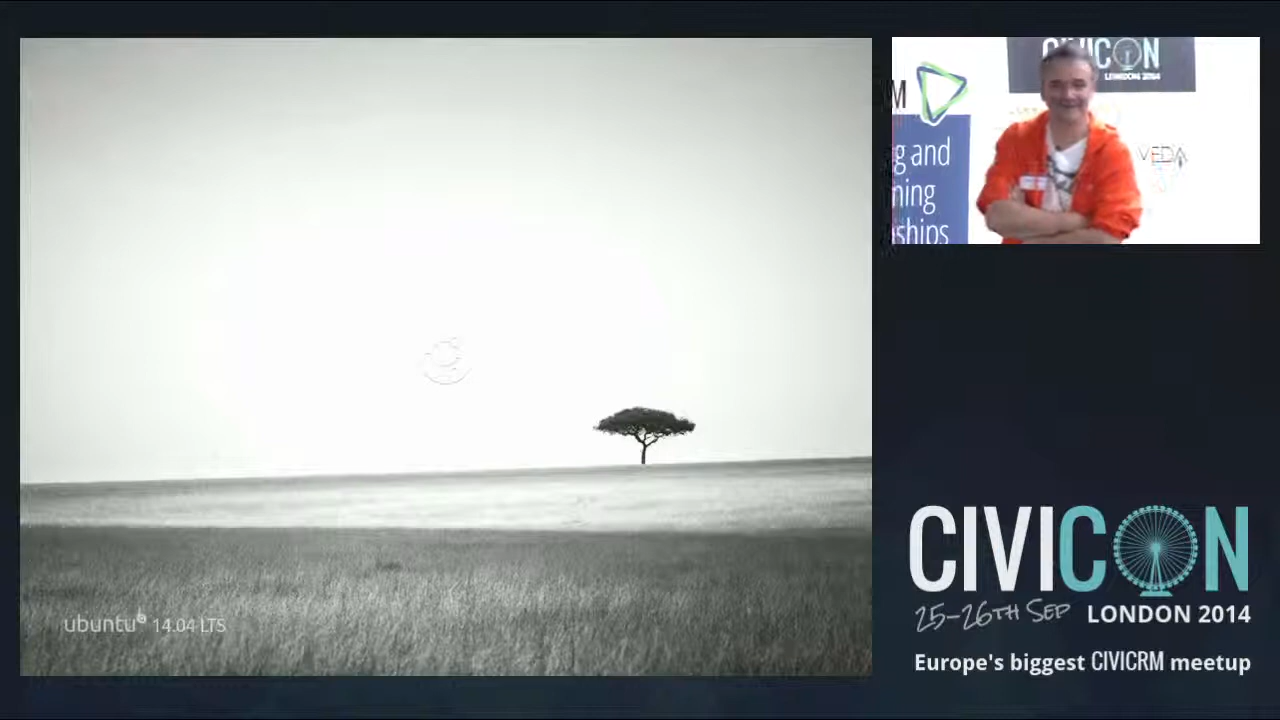 ubuntu 14.04 LTS
CIVICON
LONDON 2014
M
g and
ning
ships
VEDA
CIVICON
25-26TH SEP LONDON 2014
Europe's biggest CIVICRM meetup